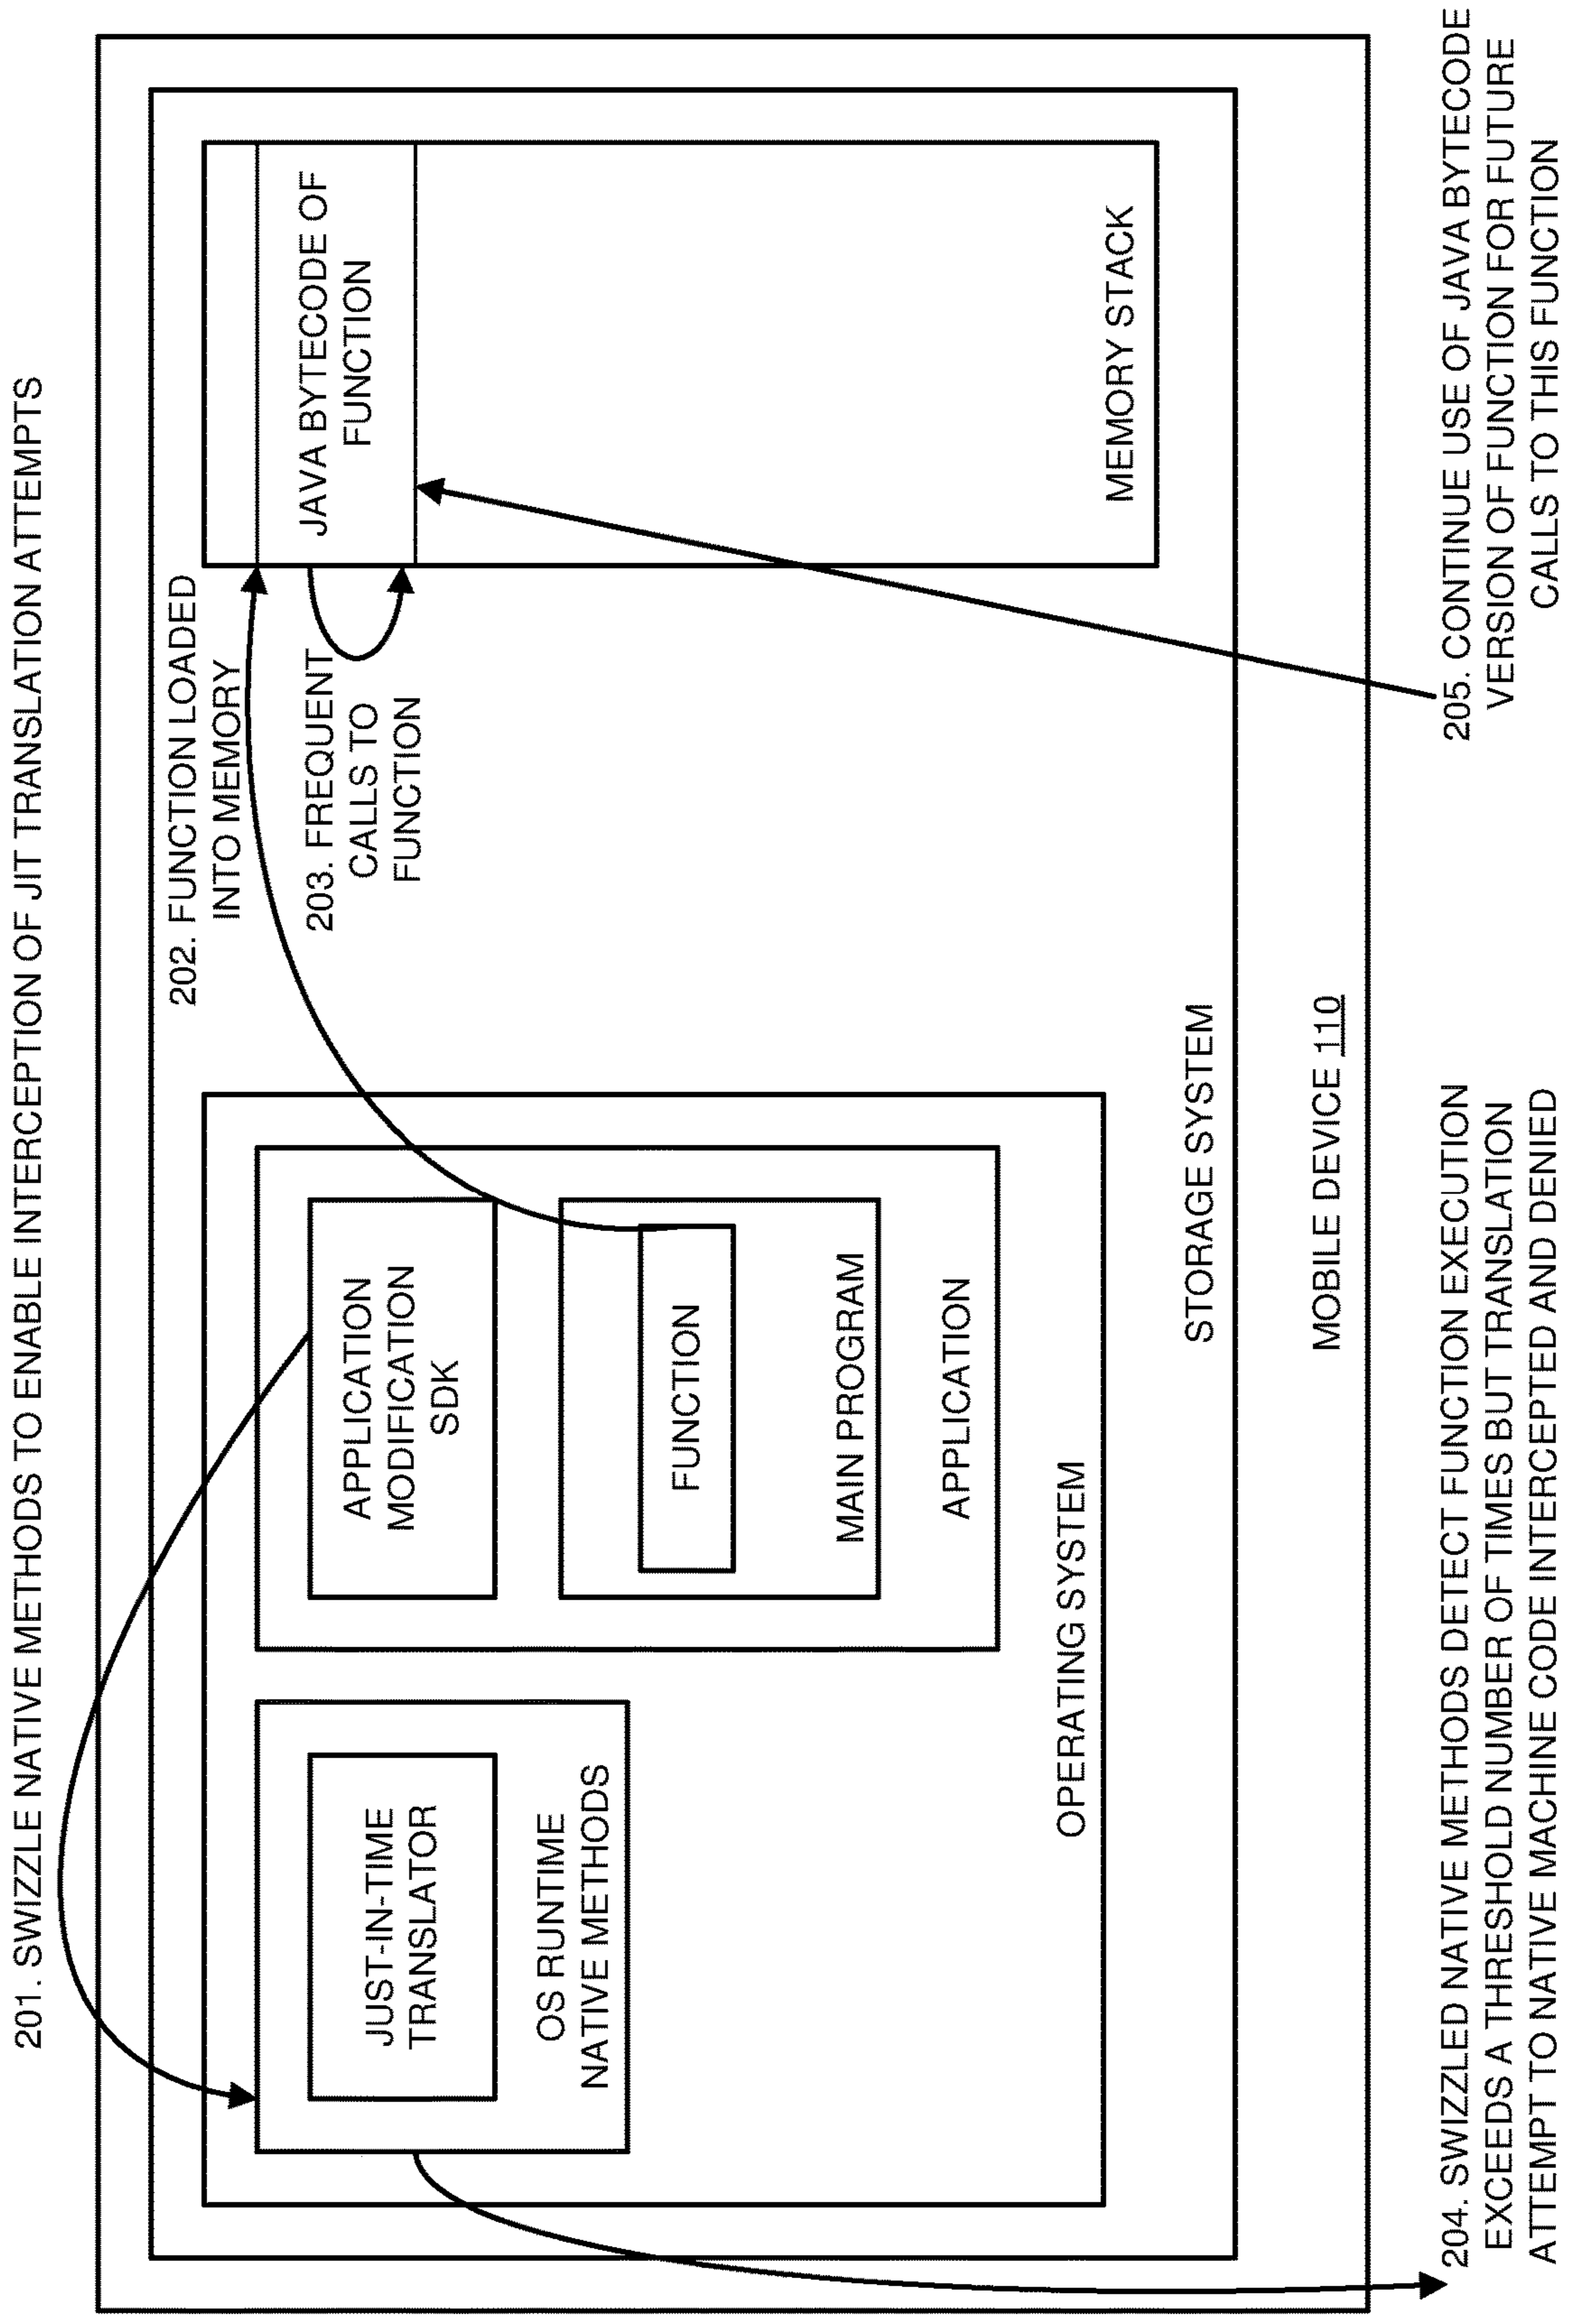 201. SWIZZLE NATIVE METHODS TO ENABLE INTERCEPTION OF JIT TRANSLATION ATTEMPTS
JUST-IN-TIME
TRANSLATOR
OS RUNTIME
NATIVE METHODS
APPLICATION
MODIFICATION
SDK
FUNCTION
MAIN PROGRAM
APPLICATION
OPERATING SYSTEM
202. FUNCTION LOADED
INTO MEMORY
203. FREQUENT
CALLS TO
FUNCTION
JAVA BYTECODE OF
FUNCTION
MEMORY STACK
STORAGE SYSTEM
MOBILE DEVICE 110
204. SWIZZLED NATIVE METHODS DETECT FUNCTION EXECUTION
EXCEEDS A THRESHOLD NUMBER OF TIMES BUT TRANSLATION
ATTEMPT TO NATIVE MACHINE CODE INTERCEPTED AND DENIED
205. CONTINUE USE OF JAVA BYTECODE
VERSION OF FUNCTION FOR FUTURE
CALLS TO THIS FUNCTION